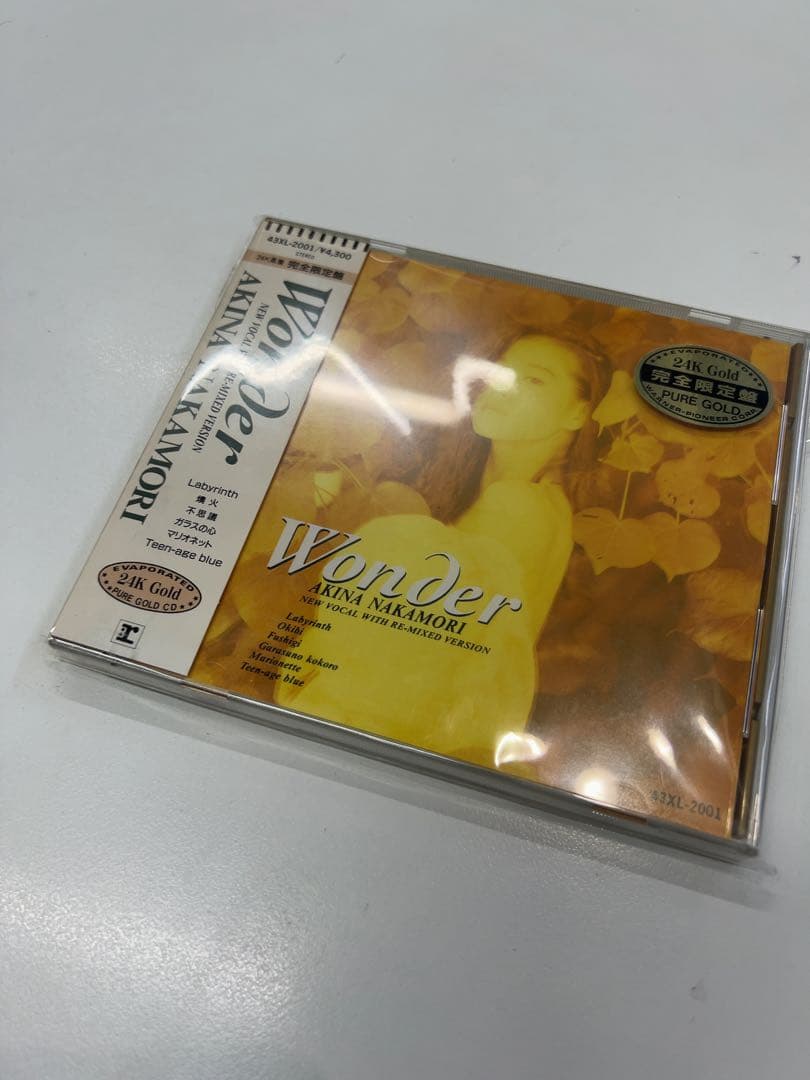 43XL-2001/¥4,300
STEREO
完全限定盤
Wonder
NEW VOCAL RE-MIXED VERSION
AKINA NAKAMORI
Labyrinth
燠火
不思議
ガラスの心
マリオネット
Teen-age blue
EVAPORATED
24K Gold
PURE GOLD CD
r
EVAPORATED
24K Gold
完全限定盤
PURE GOLD
WARNER-PIONEER CORP.
Wonder
AKINA NAKAMORI
NEW VOCAL WITH RE-MIXED VERSION
Labyrinth
Okibi
Fushigi
Garasuno kokoro
Marionette
Teen-age blue
43XL-2001